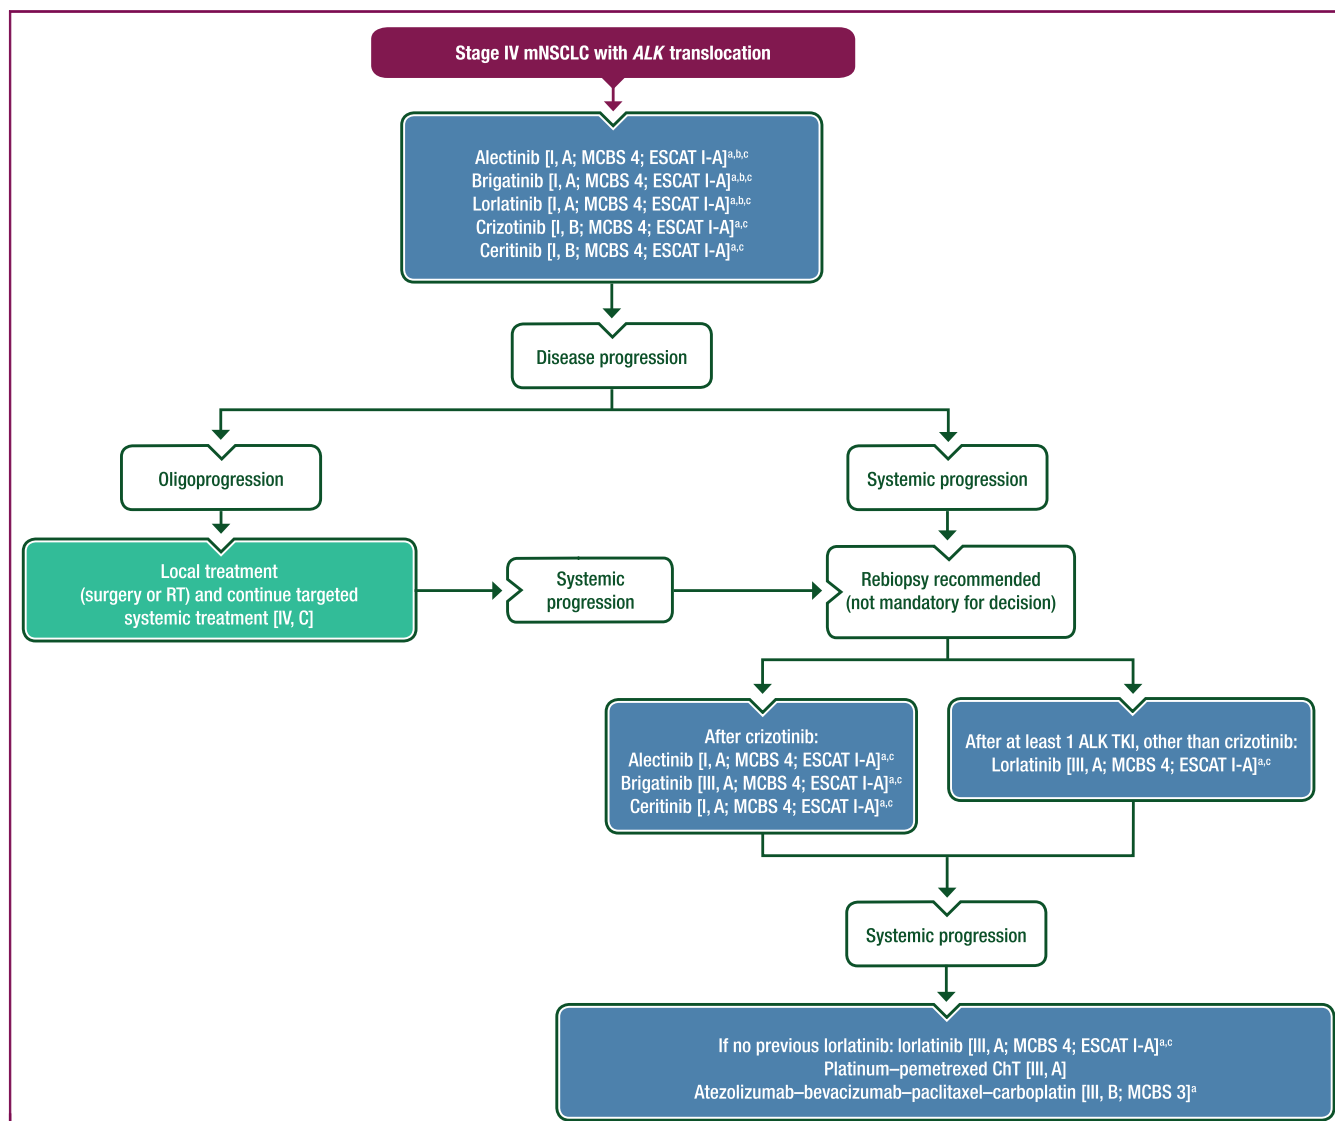 Stage IV mNSCLC with ALK translocation
Alectinib [I, A; MCBS 4; ESCAT I-A]a,b,c
Brigatinib [I, A; MCBS 4; ESCAT I-A]a,b,c
Lorlatinib [I, A; MCBS 4; ESCAT I-A]a,b,c
Crizotinib [I, B; MCBS 4; ESCAT I-A]a,c
Ceritinib [I, B; MCBS 4; ESCAT I-A]a,c
Disease progression
Oligoprogression
Systemic progression
Local treatment
(surgery or RT) and continue targeted
systemic treatment [IV, C]
Systemic
progression
Rebiopsy recommended
(not mandatory for decision)
After crizotinib:
Alectinib [I, A; MCBS 4; ESCAT I-A]a,c
Brigatinib [III, A; MCBS 4; ESCAT I-A]a,c
Ceritinib [I, A; MCBS 4; ESCAT I-A]a,c
After at least 1 ALK TKI, other than crizotinib:
Lorlatinib [III, A; MCBS 4; ESCAT I-A]a,c
Systemic progression
If no previous lorlatinib: lorlatinib [III, A; MCBS 4; ESCAT I-A]a,c
Platinum–pemetrexed ChT [III, A]
Atezolizumab–bevacizumab–paclitaxel–carboplatin [III, B; MCBS 3]a